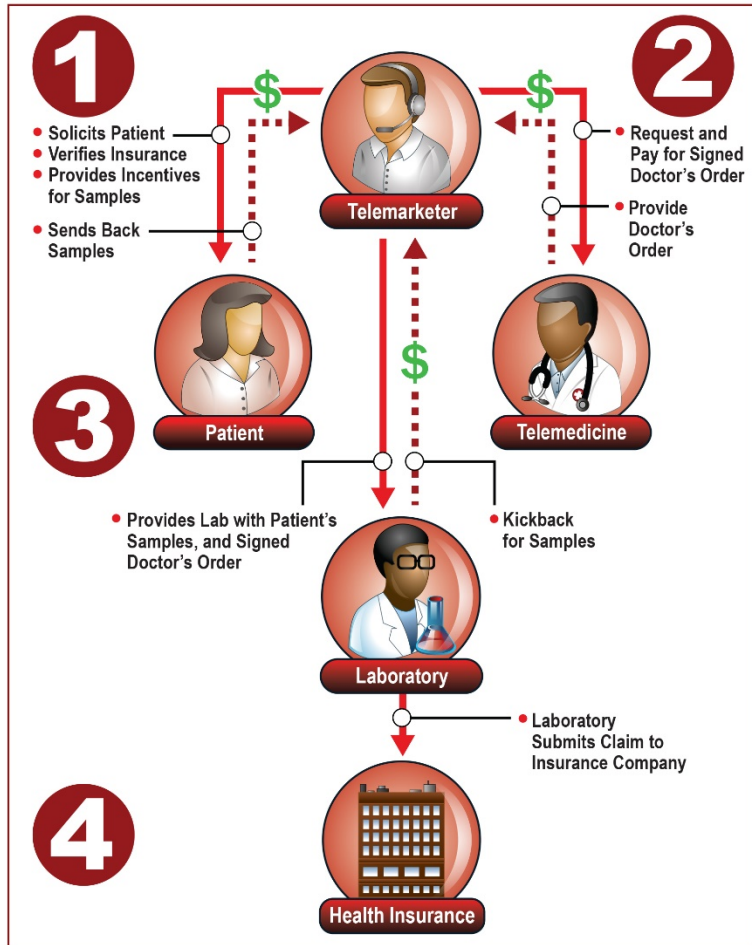 1
$
$
2
• Solicits Patient
• Verifies Insurance
• Provides Incentives
for Samples
• Sends Back
Samples
Telemarketer
• Request and
Pay for Signed
Doctor's Order
• Provide
Doctor's
Order
Patient
$
Telemedicine
3
• Provides Lab with Patient's
Samples, and Signed
Doctor's Order
• Kickback
for Samples
Laboratory
• Laboratory
Submits Claim to
Insurance Company
4
Health Insurance